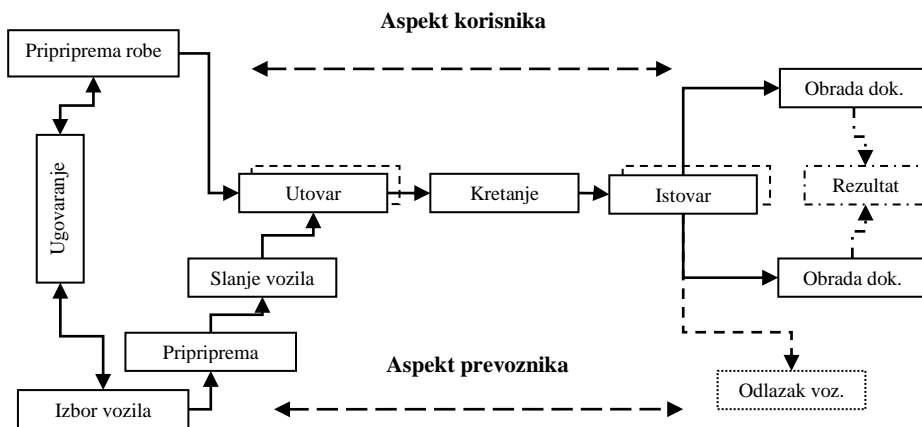 Aspekt korisnika
Pripriprema robe
Obrada dok.
Ugovaranje
Utovar
Kretanje
Istovar
Rezultat
Slanje vozila
Obrada dok.
Pripriprema
Aspekt prevoznika
Odlazak voz.
Izbor vozila